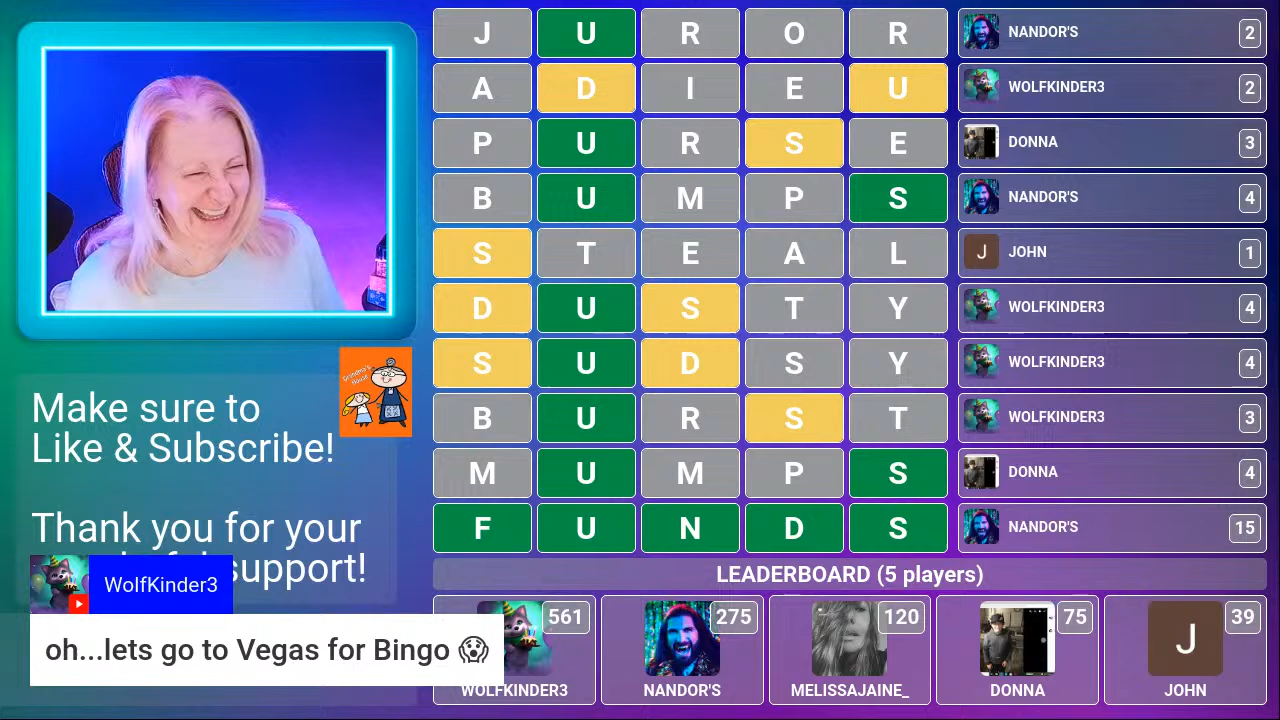 J U R O R NANDOR'S 2
A D I E U WOLFKINDER3 2
P U R S E DONNA 3
B U M P S NANDOR'S 4
S T E A L J JOHN 1
D U S T Y WOLFKINDER3 4
S U D S Y WOLFKINDER3 4
B U R S T WOLFKINDER3 3
M U M P S DONNA 4
F U N D S NANDOR'S 15
LEADERBOARD (5 players)
561 275 120 75 J 39
WOLFKINDER3 NANDOR'S MELISSAJAINE_ DONNA JOHN
Grandma's
House
Make sure to
Like & Subscribe!
Thank you for your
support!
WolfKinder3
oh...lets go to Vegas for Bingo 😱